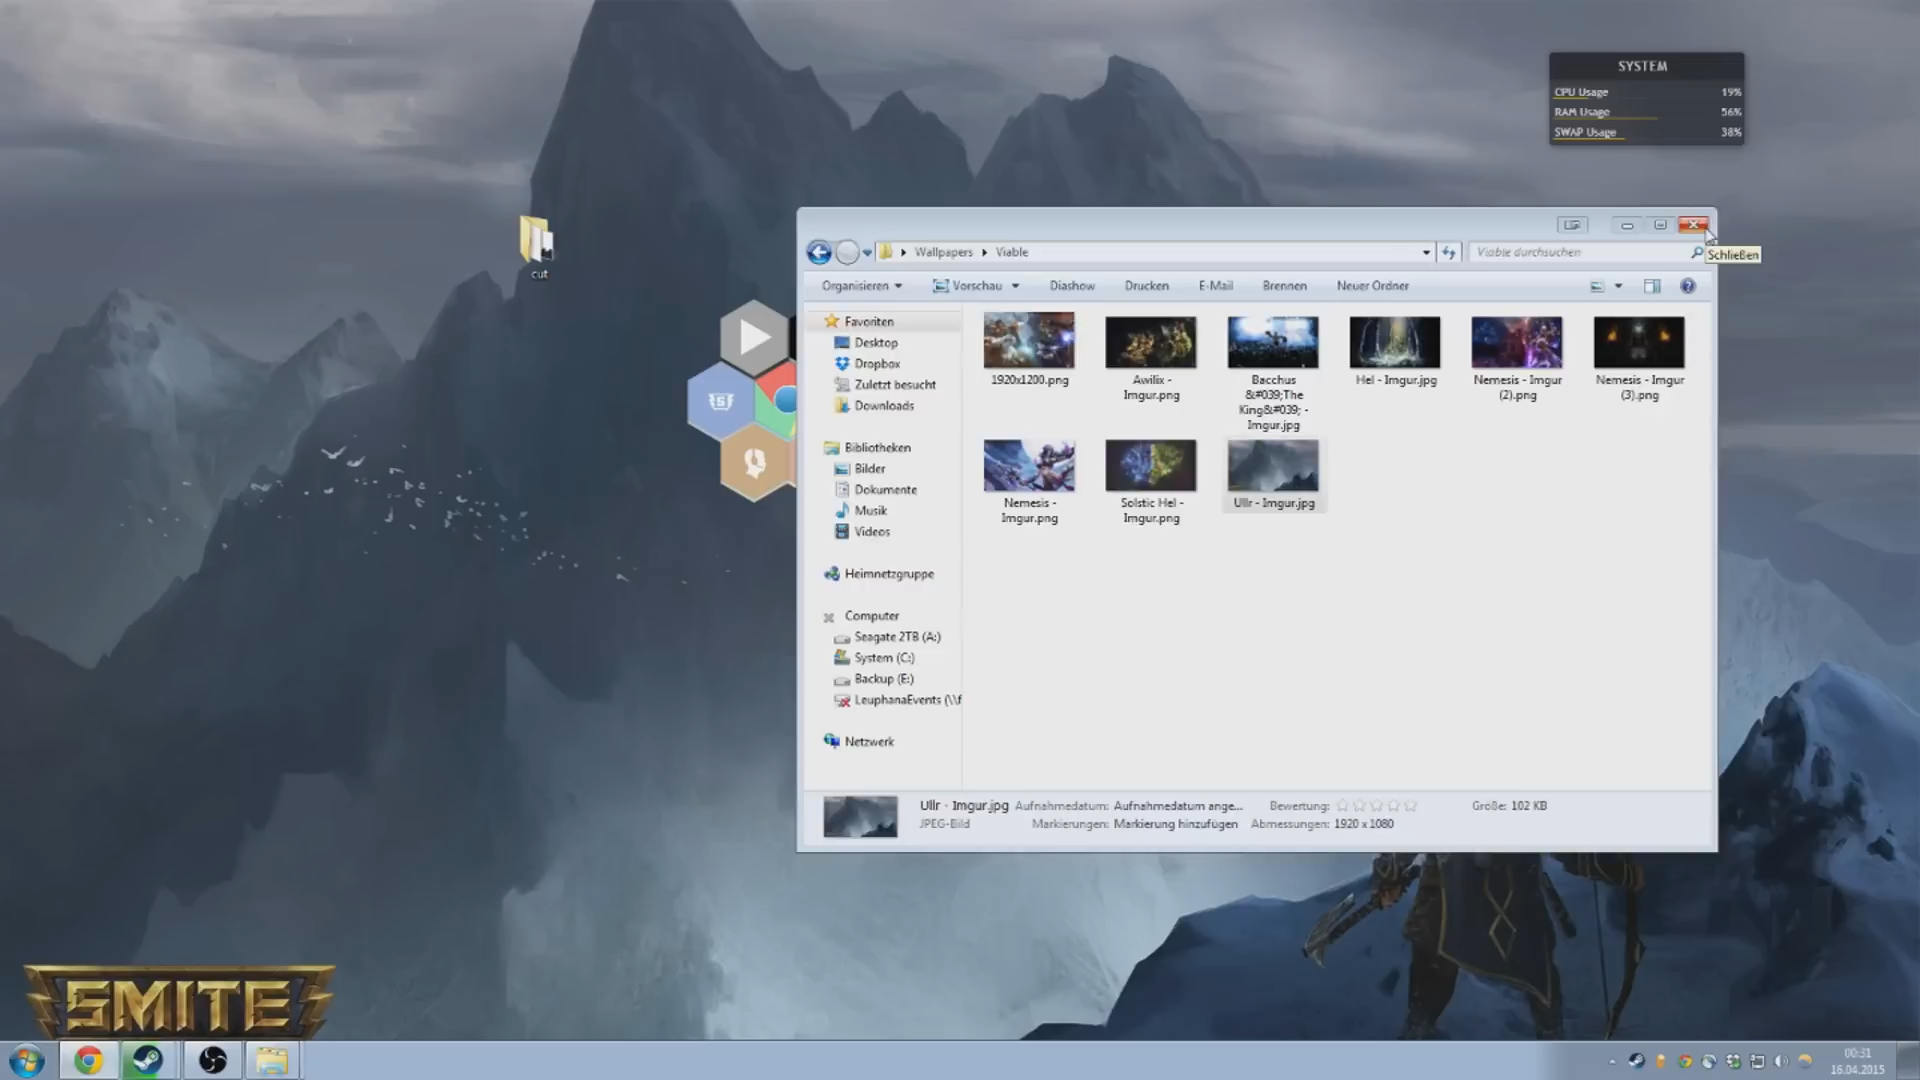 SYSTEM
CPU Usage 19%
RAM Usage 56%
SWAP Usage 38%
cut
Wallpapers Viable
Viable durchsuchen
Schließen
Organisieren Vorschau Diashow Drucken E-Mail Brennen Neuer Ordner
Favoriten
Desktop
Dropbox
Zuletzt besucht
Downloads
Bibliotheken
Bilder
Dokumente
Musik
Videos
Heimnetzgruppe
Computer
Seagate 2TB (A:)
System (C:)
Backup (E:)
LeuphanaEvents (\\f
Netzwerk
1920x1200.png
Awilix -
Imgur.png
Bacchus
&#039;The
King&#039; -
Imgur.jpg
Hel - Imgur.jpg
Nemesis - Imgur
(2).png
Nemesis - Imgur
(3).png
Nemesis -
Imgur.png
Solstic Hel -
Imgur.png
Ullr - Imgur.jpg
Ullr - Imgur.jpg Aufnahmedatum: Aufnahmedatum ange... Bewertung: Größe: 102 KB
JPEG-Bild Markierungen: Markierung hinzufügen Abmessungen: 1920 x 1080
SMITE
00:31
16.04.2015